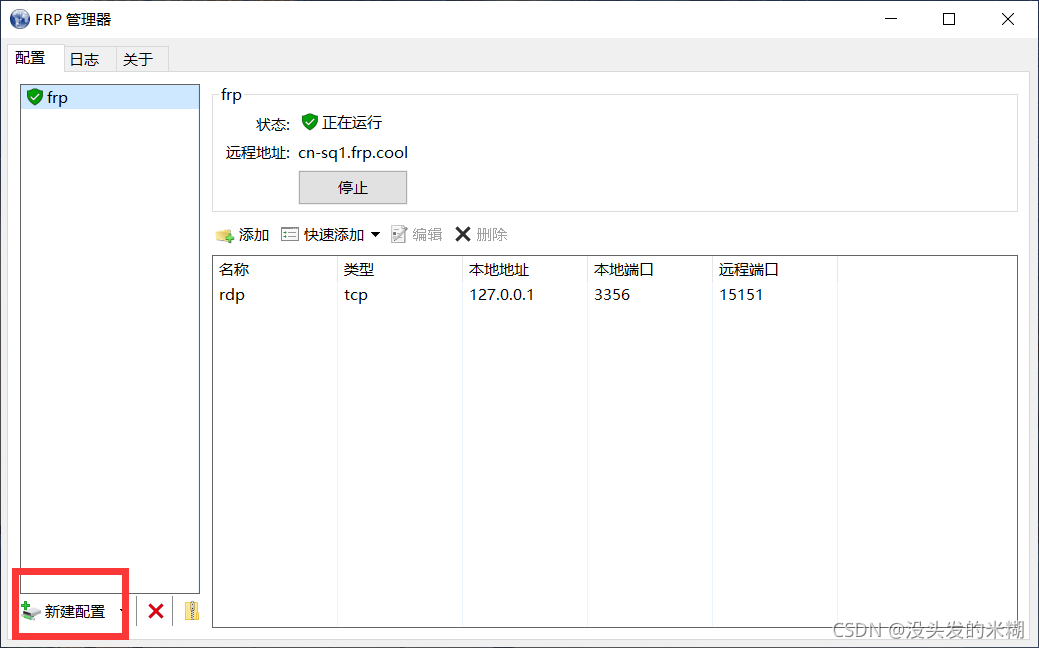 FRP 管理器
配置 日志 关于
frp
frp
状态: 正在运行
远程地址: cn-sq1.frp.cool
停止
添加 快速添加 编辑 删除
名称 类型 本地地址 本地端口 远程端口
rdp tcp 127.0.0.1 3356 15151
新建配置
CSDN @没头发的米糊